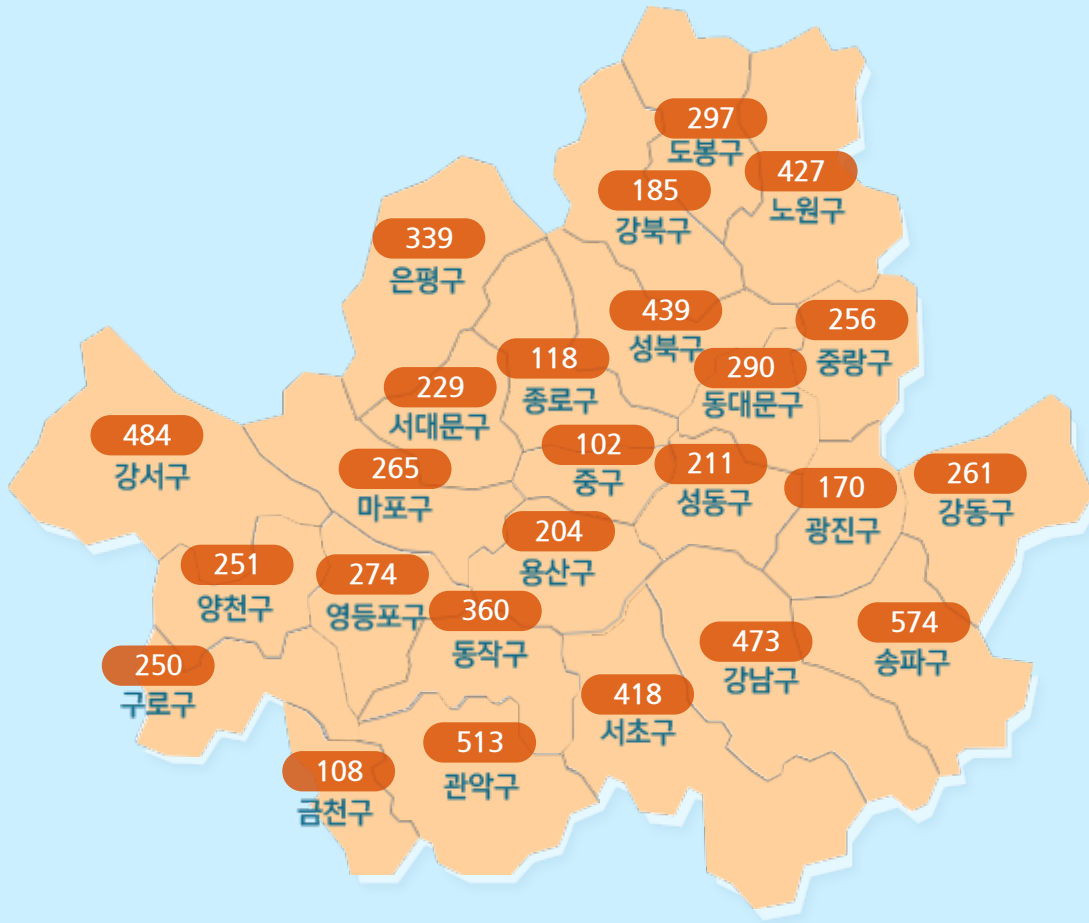 297
도봉구
427
노원구
185
강북구
339
은평구
439
성북구
256
중랑구
118
종로구
290
동대문구
229
서대문구
484
강서구
102
중구
265
마포구
211
성동구
170
광진구
261
강동구
204
용산구
251
양천구
274
영등포구
360
동작구
574
송파구
473
강남구
250
구로구
418
서초구
513
관악구
108
금천구